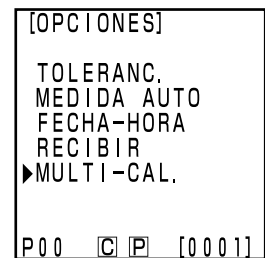 [OPCIONES]
TOLERANC.
MEDIDA AUTO
FECHA-HORA
RECIBIR
▶MULTI-CAL.
P00 C P [0001]